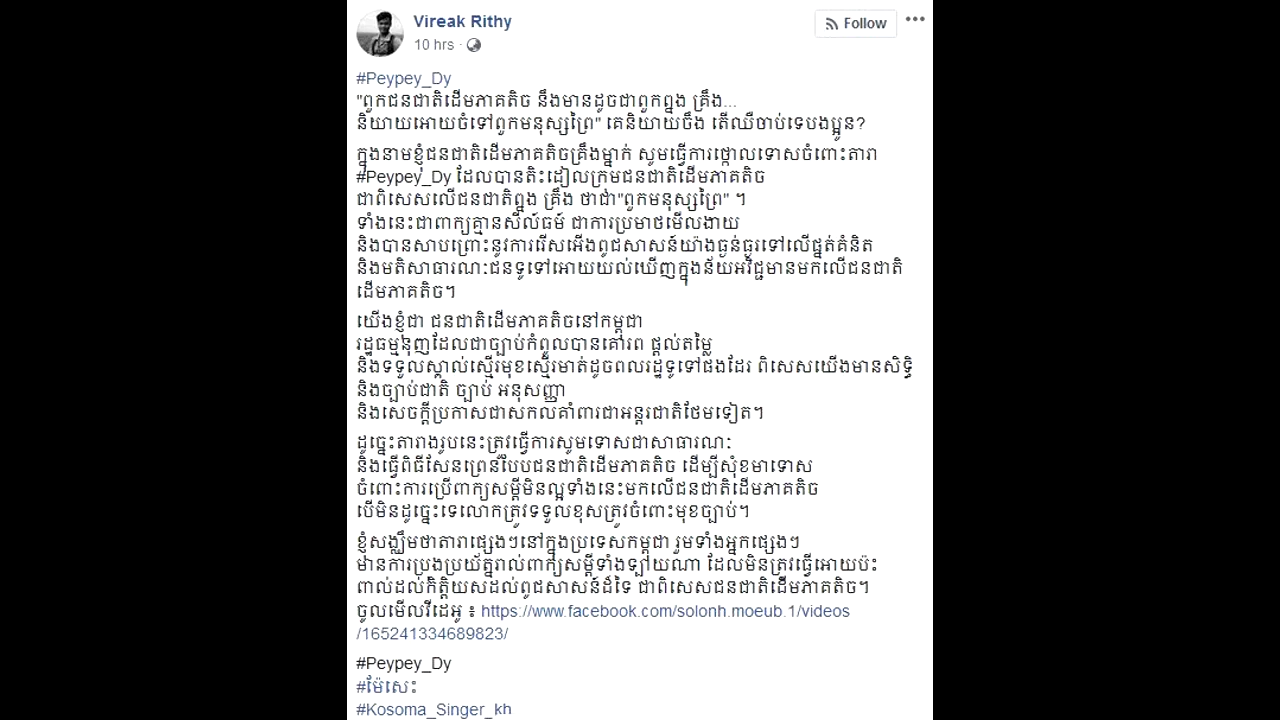 Vireak Rithy
Follow
10 hrs
#Peypey_Dy
"ពួកជនជាតិដើមភាគតិច នឹងមានដូចជាពួកព្នង គ្រឹង...
និយាយអោយចំទៅពួកមនុស្សព្រៃ" គេនិយាយចឹង តើឈឺចាប់ទេបងប្អូន?
ក្នុងនាមខ្ញុំជនជាតិដើមភាគតិចគ្រឹងម្នាក់ សូមធ្វើការថ្កោលទោសចំពោះតារា
#Peypey_Dy ដែលបានតិះដៀលក្រុមជនជាតិដើមភាគតិច
ជាពិសេសលើជនជាតិព្នង គ្រឹង ថាជា"ពួកមនុស្សព្រៃ" ។
ទាំងនេះជាពាក្យគ្មានសីល៍ធម៍ ជាការប្រមាថមើលងាយ
និងបានសាបព្រោះនូវការរើសអើងពូជសាសន៍យ៉ាងធ្ងន់ធ្ងរទៅលើផ្នត់គំនិត
និងមតិសាធារណៈជនទូទៅអោយយល់ឃើញក្នុងន័យអវិជ្ជមានមកលើជនជាតិ
ដើមភាគតិច។
យើងខ្ញុំជា ជនជាតិដើមភាគតិចនៅកម្ពុជា
រដ្ឋធម្មនុញដែលជាច្បាប់កំពូលបានគោរព ផ្តល់តម្លៃ
និងទទួលស្គាល់ស្មើរមុខស្មើរមាត់ដូចពលរដ្ឋទូទៅផងដែរ ពិសេសយើងមានសិទ្ធិ
និងច្បាប់ជាតិ ច្បាប់ អនុសញ្ញា
និងសេចក្តីប្រកាសជាសកលគាំពារជាអន្តរជាតិថែមទៀត។
ដូច្នេះតារាងរូបនេះត្រូវធ្វើការសូមទោសជាសាធារណៈ
និងធ្វើពិធីសែនព្រេនបែបជនជាតិដើមភាគតិច ដើម្បីសុំខមាទោស
ចំពោះការប្រើពាក្យសម្តីមិនល្អទាំងនេះមកលើជនជាតិដើមភាគតិច
បើមិនដូច្នេះទេលោកត្រូវទទួលខុសត្រូវចំពោះមុខច្បាប់។
ខ្ញុំសង្ឃឹមថាតារាផ្សេងៗនៅក្នុងប្រទេសកម្ពុជា រួមទាំងអ្នកផ្សេងៗ
មានការប្រុងប្រយ័ត្នរាល់ពាក្យសម្តីទាំងឡាយណា ដែលមិនត្រូវធ្វើអោយប៉ះ
ពាល់ដល់កិត្តិយសដល់ពូជសាសន៍ដ៏ទៃ ជាពិសេសជនជាតិដើមភាគតិច។
ចូលមើលវីដេអូ ៖ https://www.facebook.com/solonh.moeub.1/videos
/165241334689823/
#Peypey_Dy
#ម៉ែសេះ
#Kosoma_Singer_kh